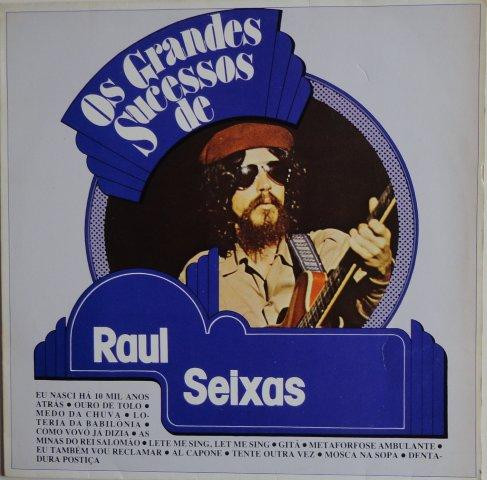 Os Grandes
Sucessos
de
Raul
Seixas
EU NASCI HÁ 10 MIL ANOS
ATRÁS • OURO DE TOLO •
MEDO DA CHUVA • LO-
TERIA DA BABILÔNIA •
COMO VOVÓ JÁ DIZIA • AS
MINAS DO REI SALOMÃO • LETE ME SING, LET ME SING • GITÃ • METAFORFOSE AMBULANTE •
EU TAMBÉM VOU RECLAMAR • AL CAPONE • TENTE OUTRA VEZ • MOSCA NA SOPA • DENTA-
DURA POSTIÇA